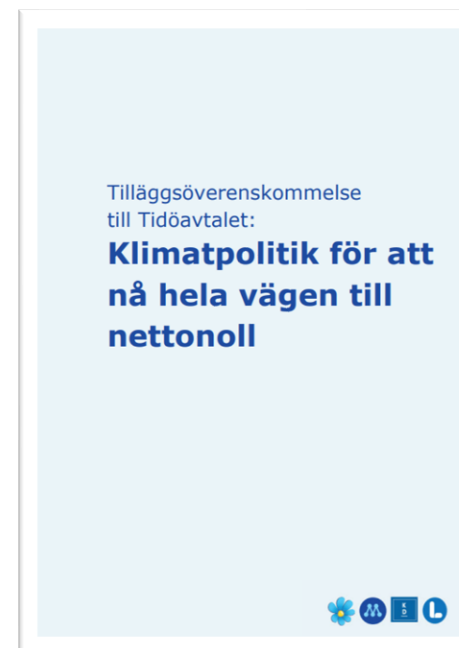 Tilläggsöverenskommelse
till Tidöavtalet:
Klimatpolitik för att
nå hela vägen till
nettonoll
M
K
D
L